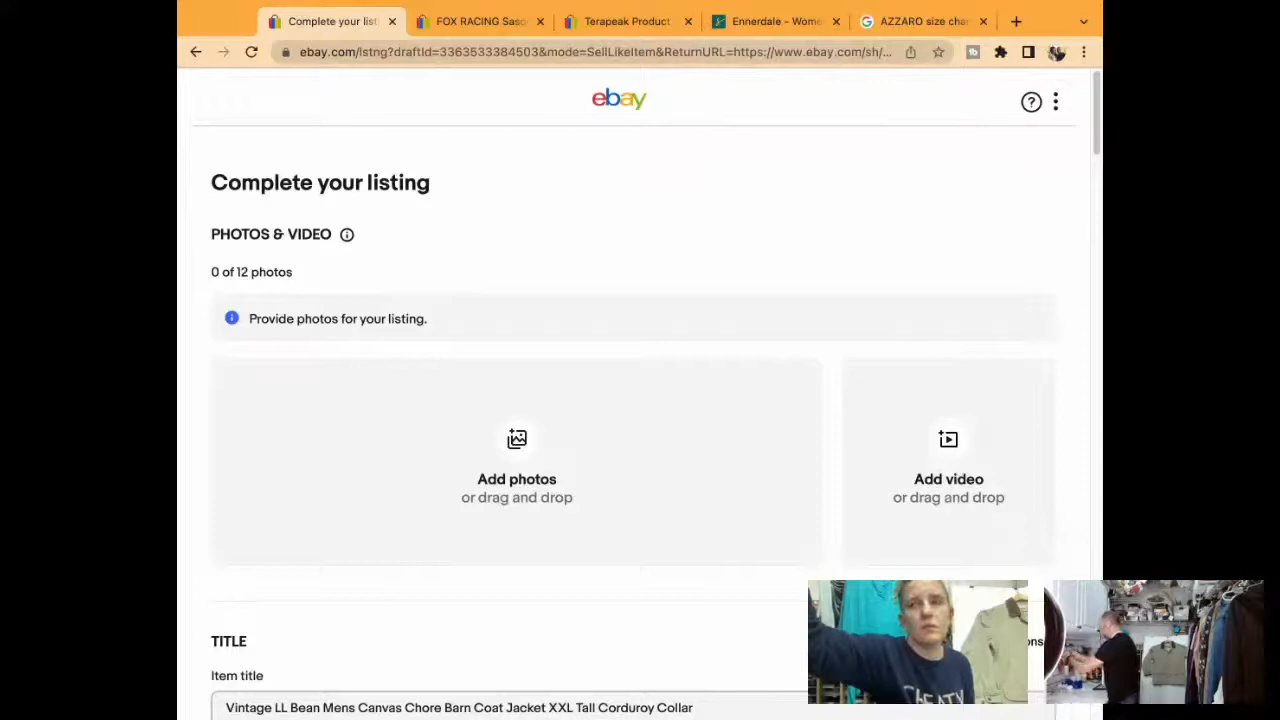 Complete your list
FOX RACING Saso
Terapeak Product
Ennerdale - Wome
AZZARO size char
ebay.com/lstng?draftId=3363533384503&mode=SellLikeItem&ReturnURL=https://www.ebay.com/sh/...
ebay
Complete your listing
PHOTOS & VIDEO
0 of 12 photos
Provide photos for your listing.
Add photos
or drag and drop
Add video
or drag and drop
TITLE
ons
Item title
Vintage LL Bean Mens Canvas Chore Barn Coat Jacket XXL Tall Corduroy Collar